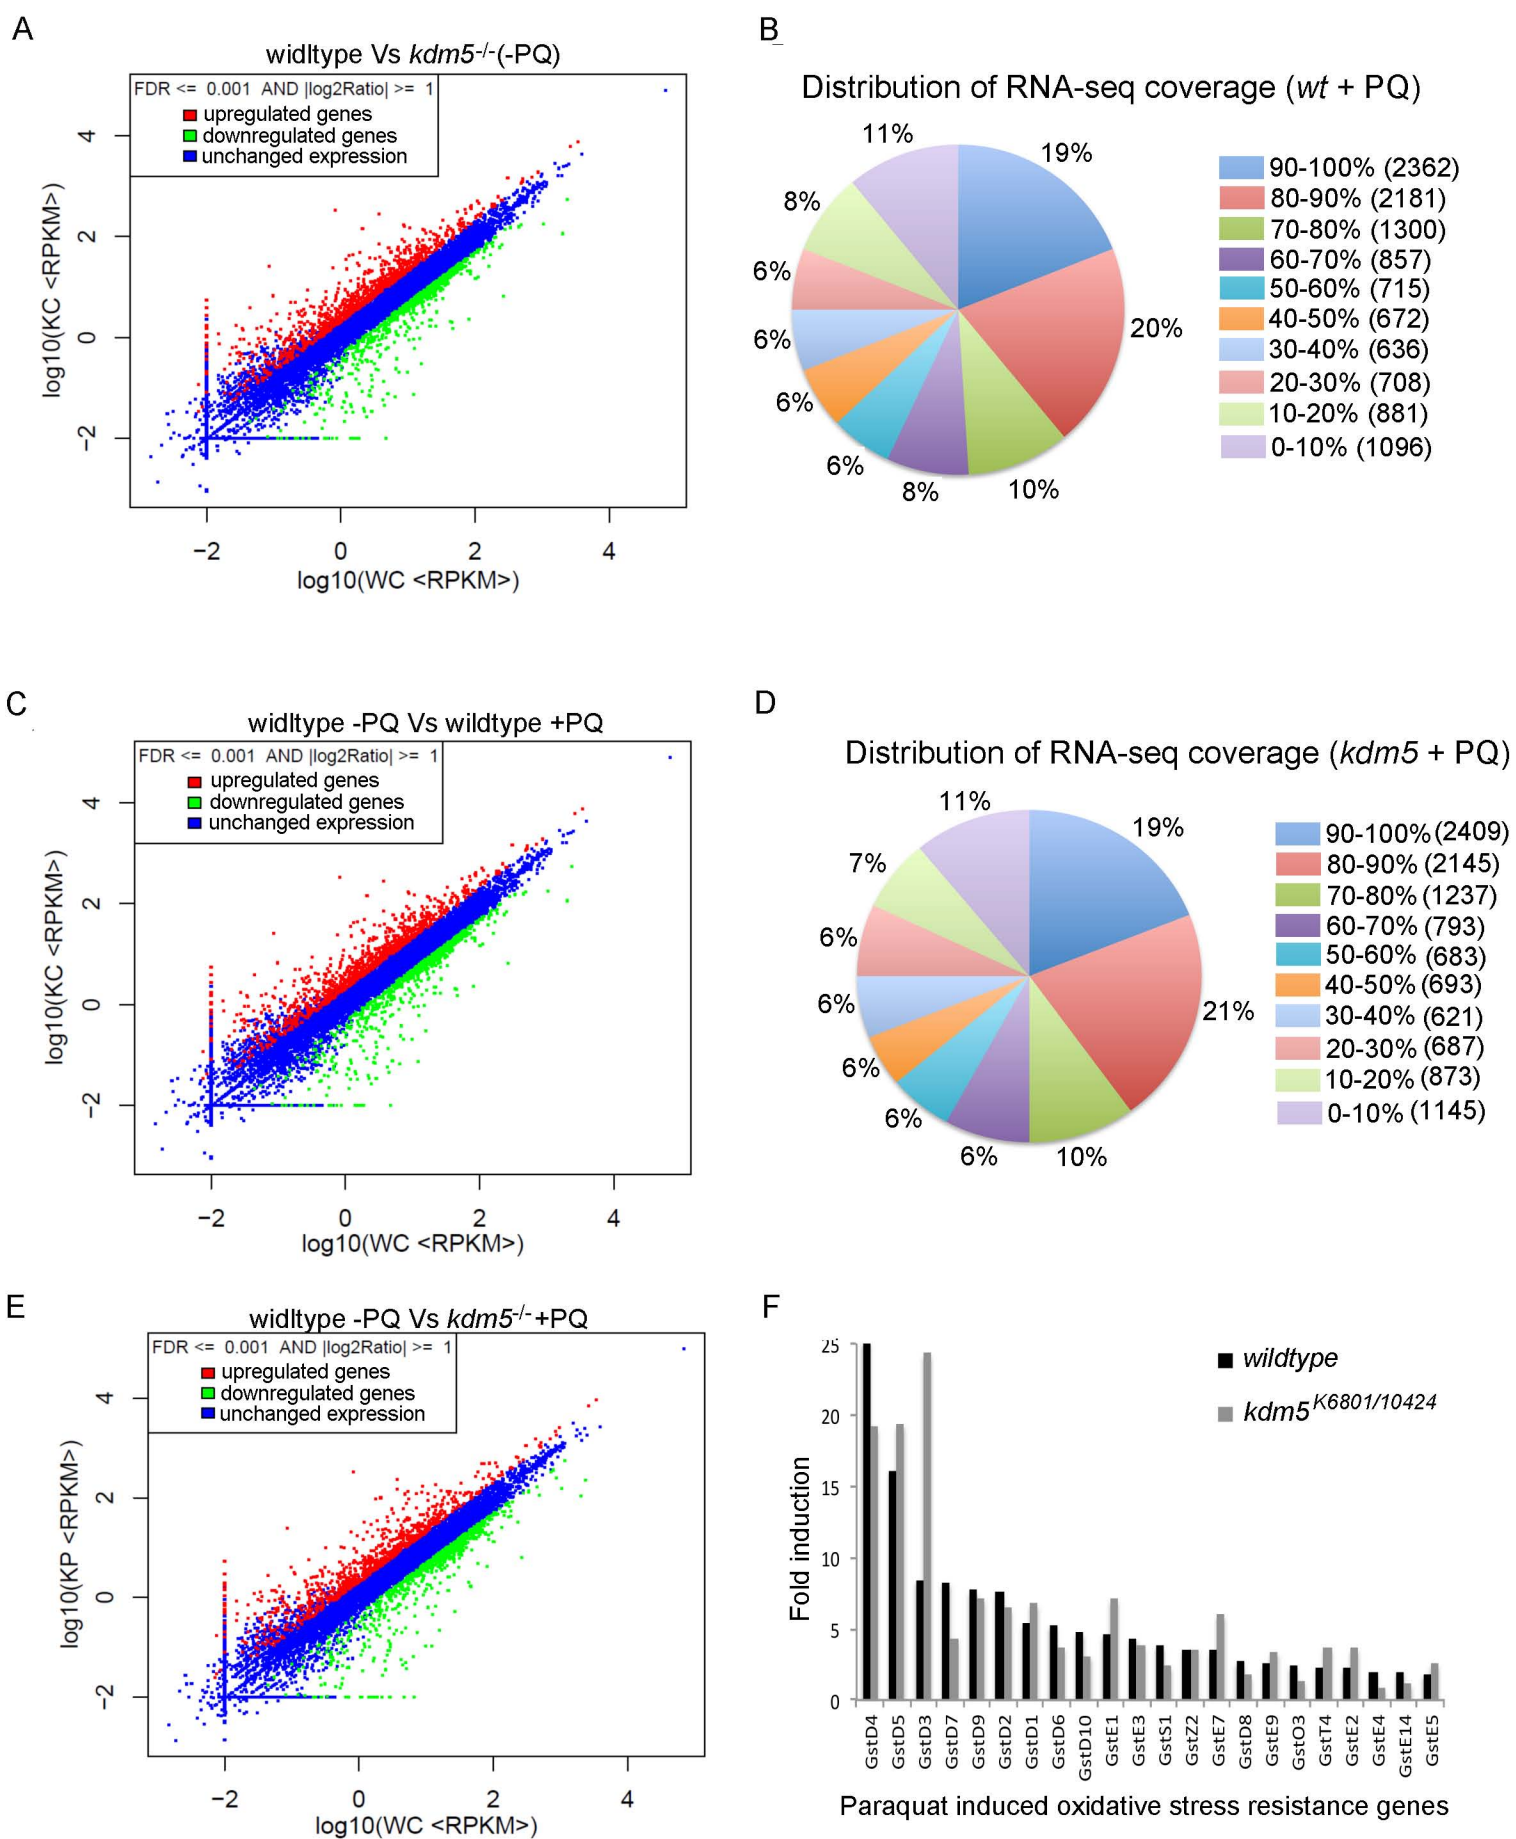 A
widltype Vs kdm5-/-(-PQ)
FDR <= 0.001 AND |log2Ratio| >= 1
upregulated genes
downregulated genes
unchanged expression
log10(KC <RPKM>)
4
2
0
−2
−2 0 2 4
log10(WC <RPKM>)
B
Distribution of RNA-seq coverage (wt + PQ)
11%
19%
8%
6%
20%
6%
6%
6%
8%
10%
90-100% (2362)
80-90% (2181)
70-80% (1300)
60-70% (857)
50-60% (715)
40-50% (672)
30-40% (636)
20-30% (708)
10-20% (881)
0-10% (1096)
C
widltype -PQ Vs wildtype +PQ
FDR <= 0.001 AND |log2Ratio| >= 1
upregulated genes
downregulated genes
unchanged expression
log10(KC <RPKM>)
4
2
0
−2
−2 0 2 4
log10(WC <RPKM>)
D
Distribution of RNA-seq coverage (kdm5 + PQ)
11%
19%
7%
6%
21%
6%
6%
6%
6%
10%
90-100% (2409)
80-90% (2145)
70-80% (1237)
60-70% (793)
50-60% (683)
40-50% (693)
30-40% (621)
20-30% (687)
10-20% (873)
0-10% (1145)
E
widltype -PQ Vs kdm5-/-+PQ
FDR <= 0.001 AND |log2Ratio| >= 1
upregulated genes
downregulated genes
unchanged expression
log10(KP <RPKM>)
4
2
0
−2
−2 0 2 4
log10(WC <RPKM>)
F
wildtype
kdm5K6801/10424
Fold induction
25
20
15
10
5
0
GstD4
GstD5
GstD3
GstD7
GstD9
GstD2
GstD1
GstD6
GstD10
GstE1
GstE3
GstS1
GstZ2
GstE7
GstD8
GstE9
GstO3
GstT4
GstE2
GstE4
GstE14
GstE5
Paraquat induced oxidative stress resistance genes